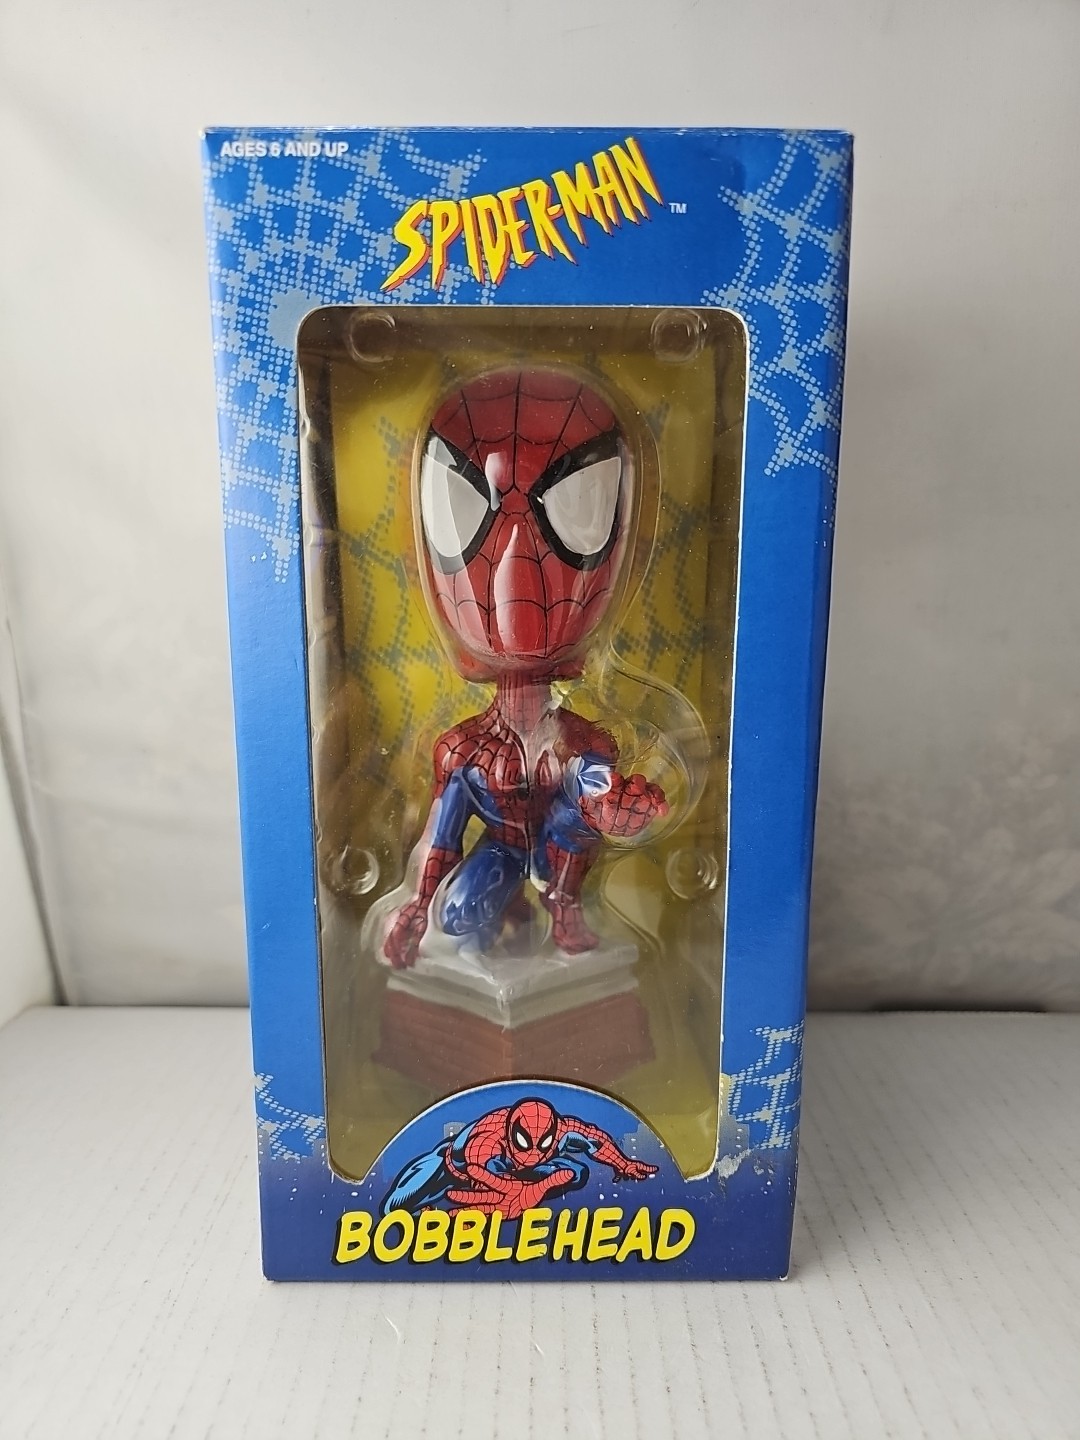 AGES 6 AND UP
SPIDER-MAN™
BOBBLEHEAD